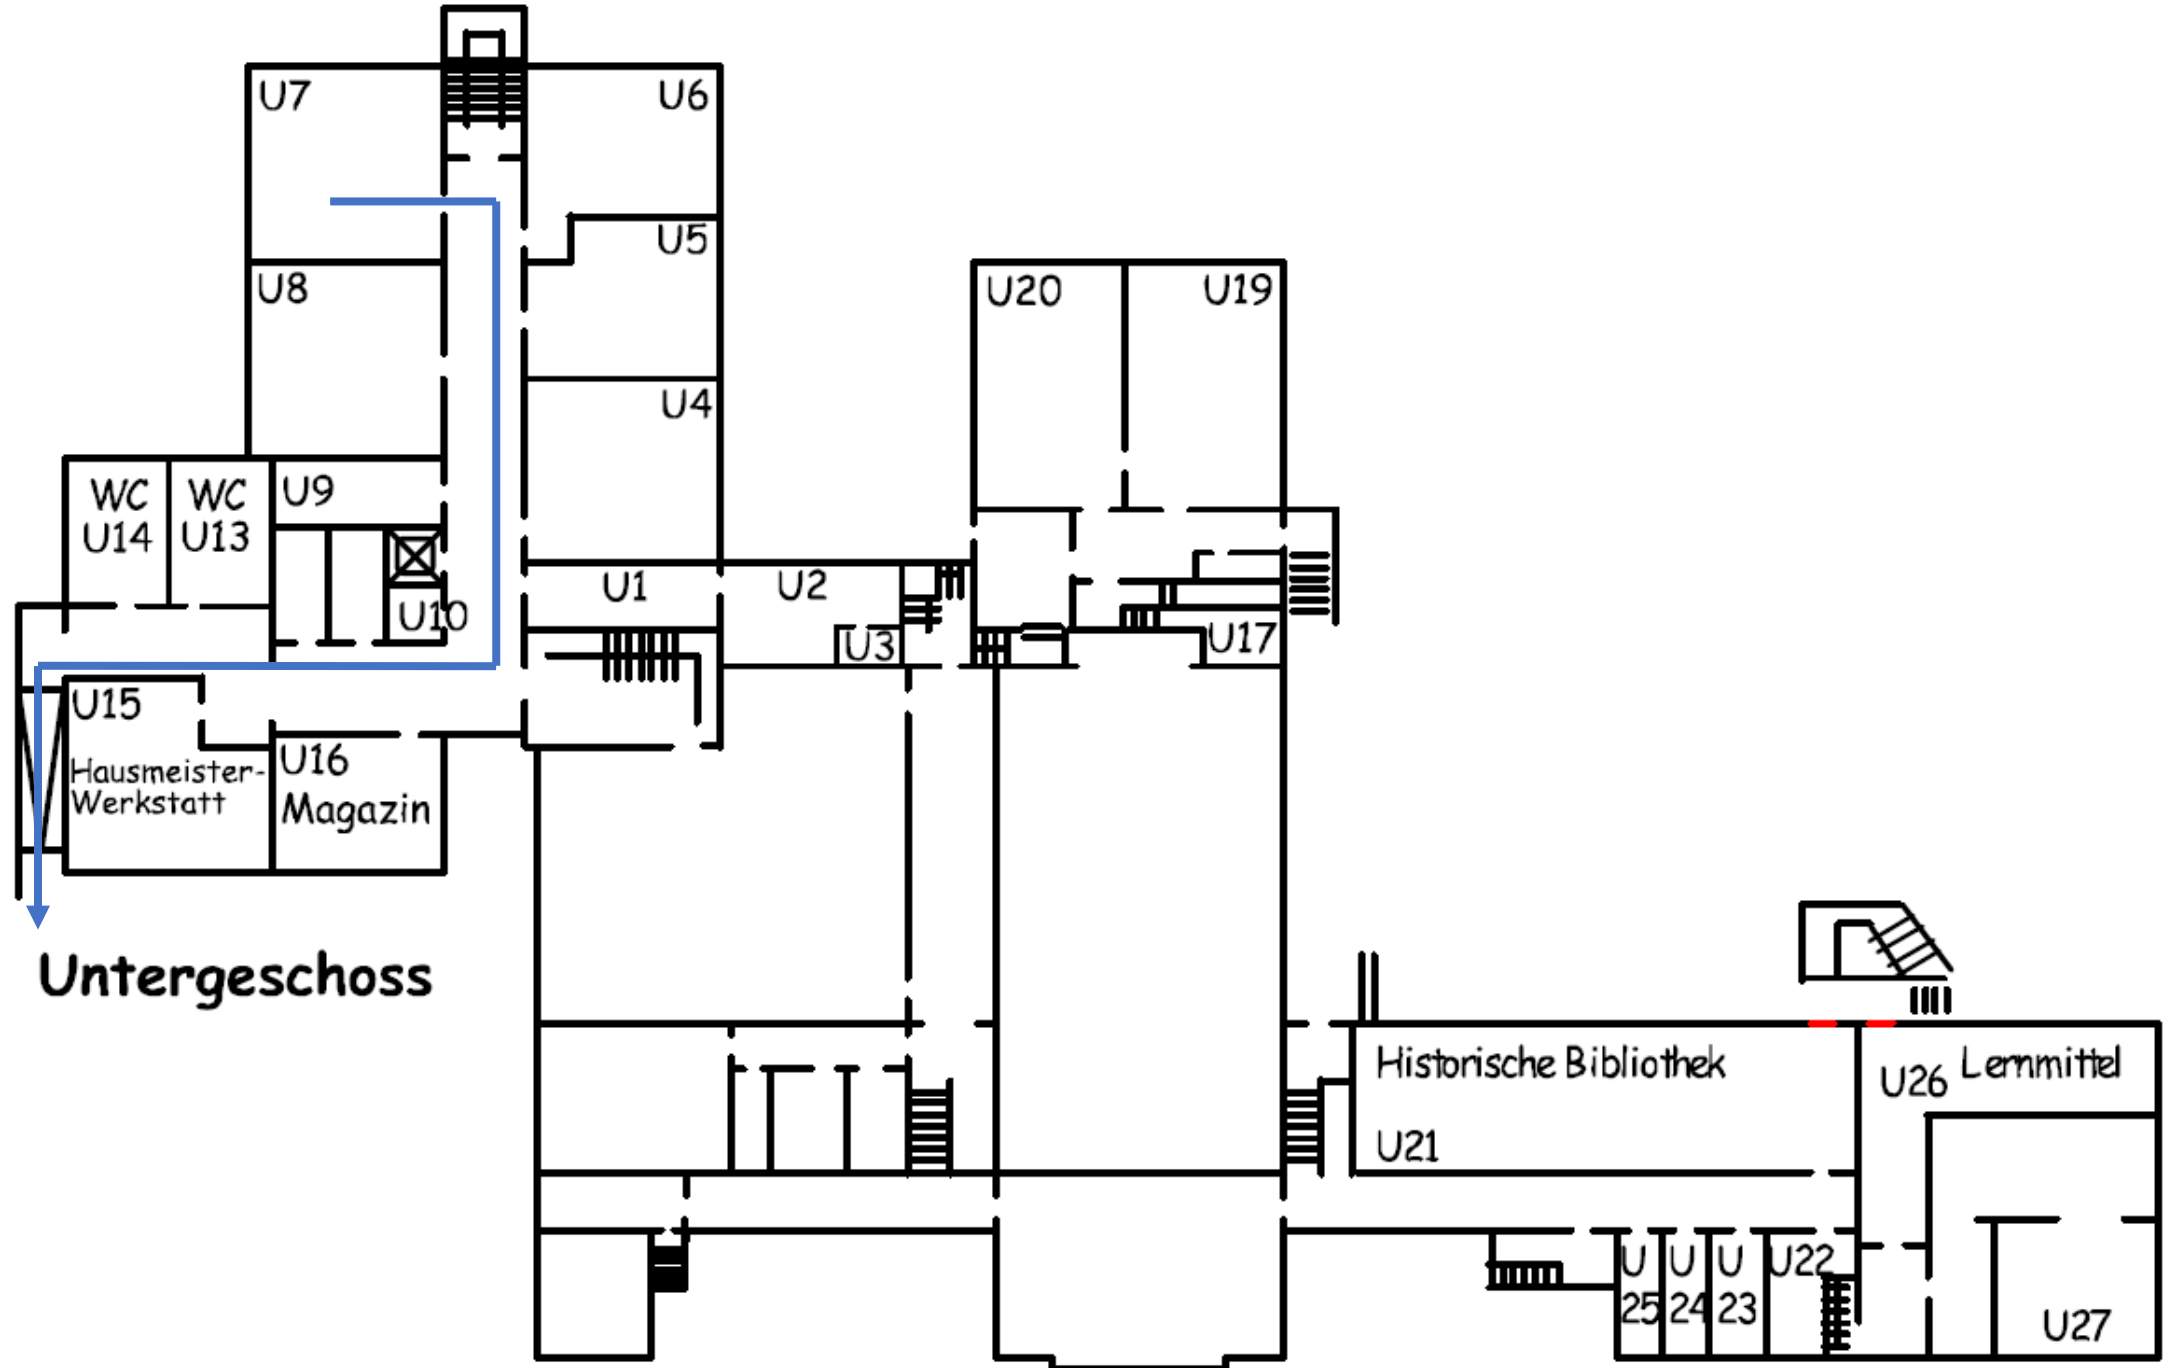 U7
U6
U5
U8
U20
U19
U4
WC
U14
WC
U13
U9
U1
U2
U10
U3
U17
U15
Hausmeister-
Werkstatt
U16
Magazin
Untergeschoss
Historische Bibliothek
U21
U26
Lernmittel
U
25
U
24
U
23
U22
U27